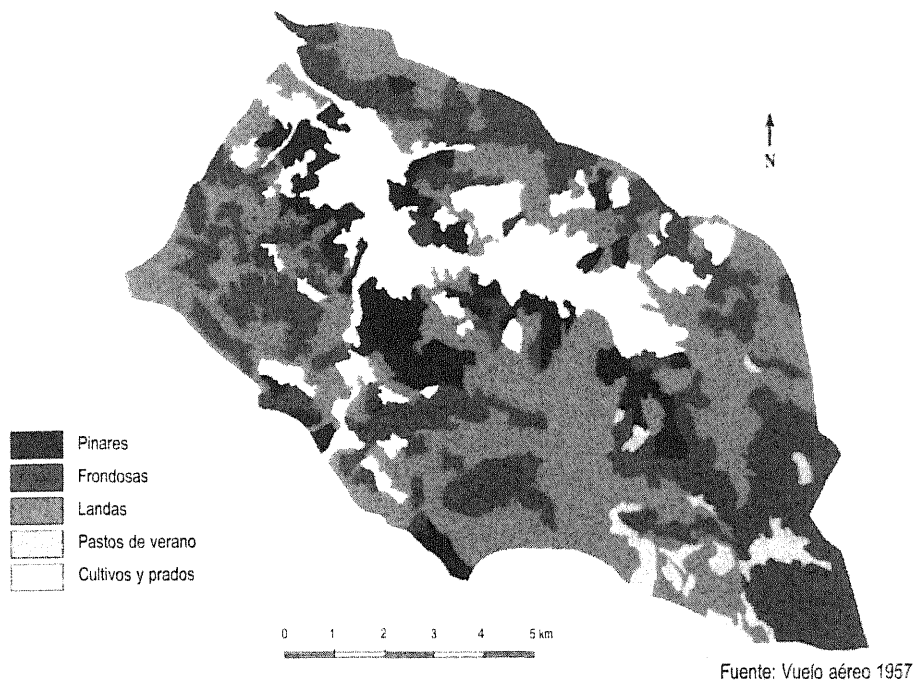 N
Pinares
Frondosas
Landas
Pastos de verano
Cultivos y prados
0 1 2 3 4 5 km
Fuente: Vuelo aéreo 1957